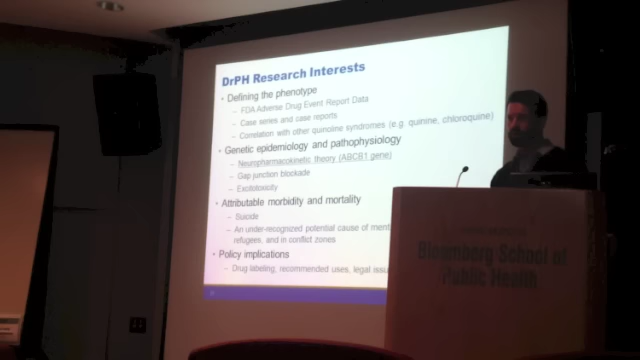 DrPH Research Interests
• Defining the phenotype
– FDA Adverse Drug Event Report Data
– Case series and case reports
– Correlation with other quinoline syndromes (e.g. quinine, chloroquine)
• Genetic epidemiology and pathophysiology
– Neuropharmacokinetic theory (ABCB1 gene)
– Gap junction blockade
– Excitotoxicity
• Attributable morbidity and mortality
– Suicide
– An under-recognized potential cause of ment
refugees, and in conflict zones
• Policy implications
– Drug labeling, recommended uses, legal issu
Bloomberg School of
Public Health